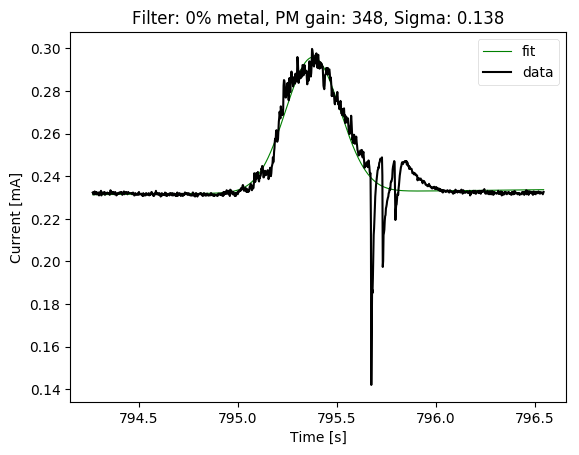 Filter: 0% metal, PM gain: 348, Sigma: 0.138
fit
data
0.30
0.28
0.26
0.24
0.22
0.20
0.18
0.16
0.14
Current [mA]
794.5 795.0 795.5 796.0 796.5
Time [s]